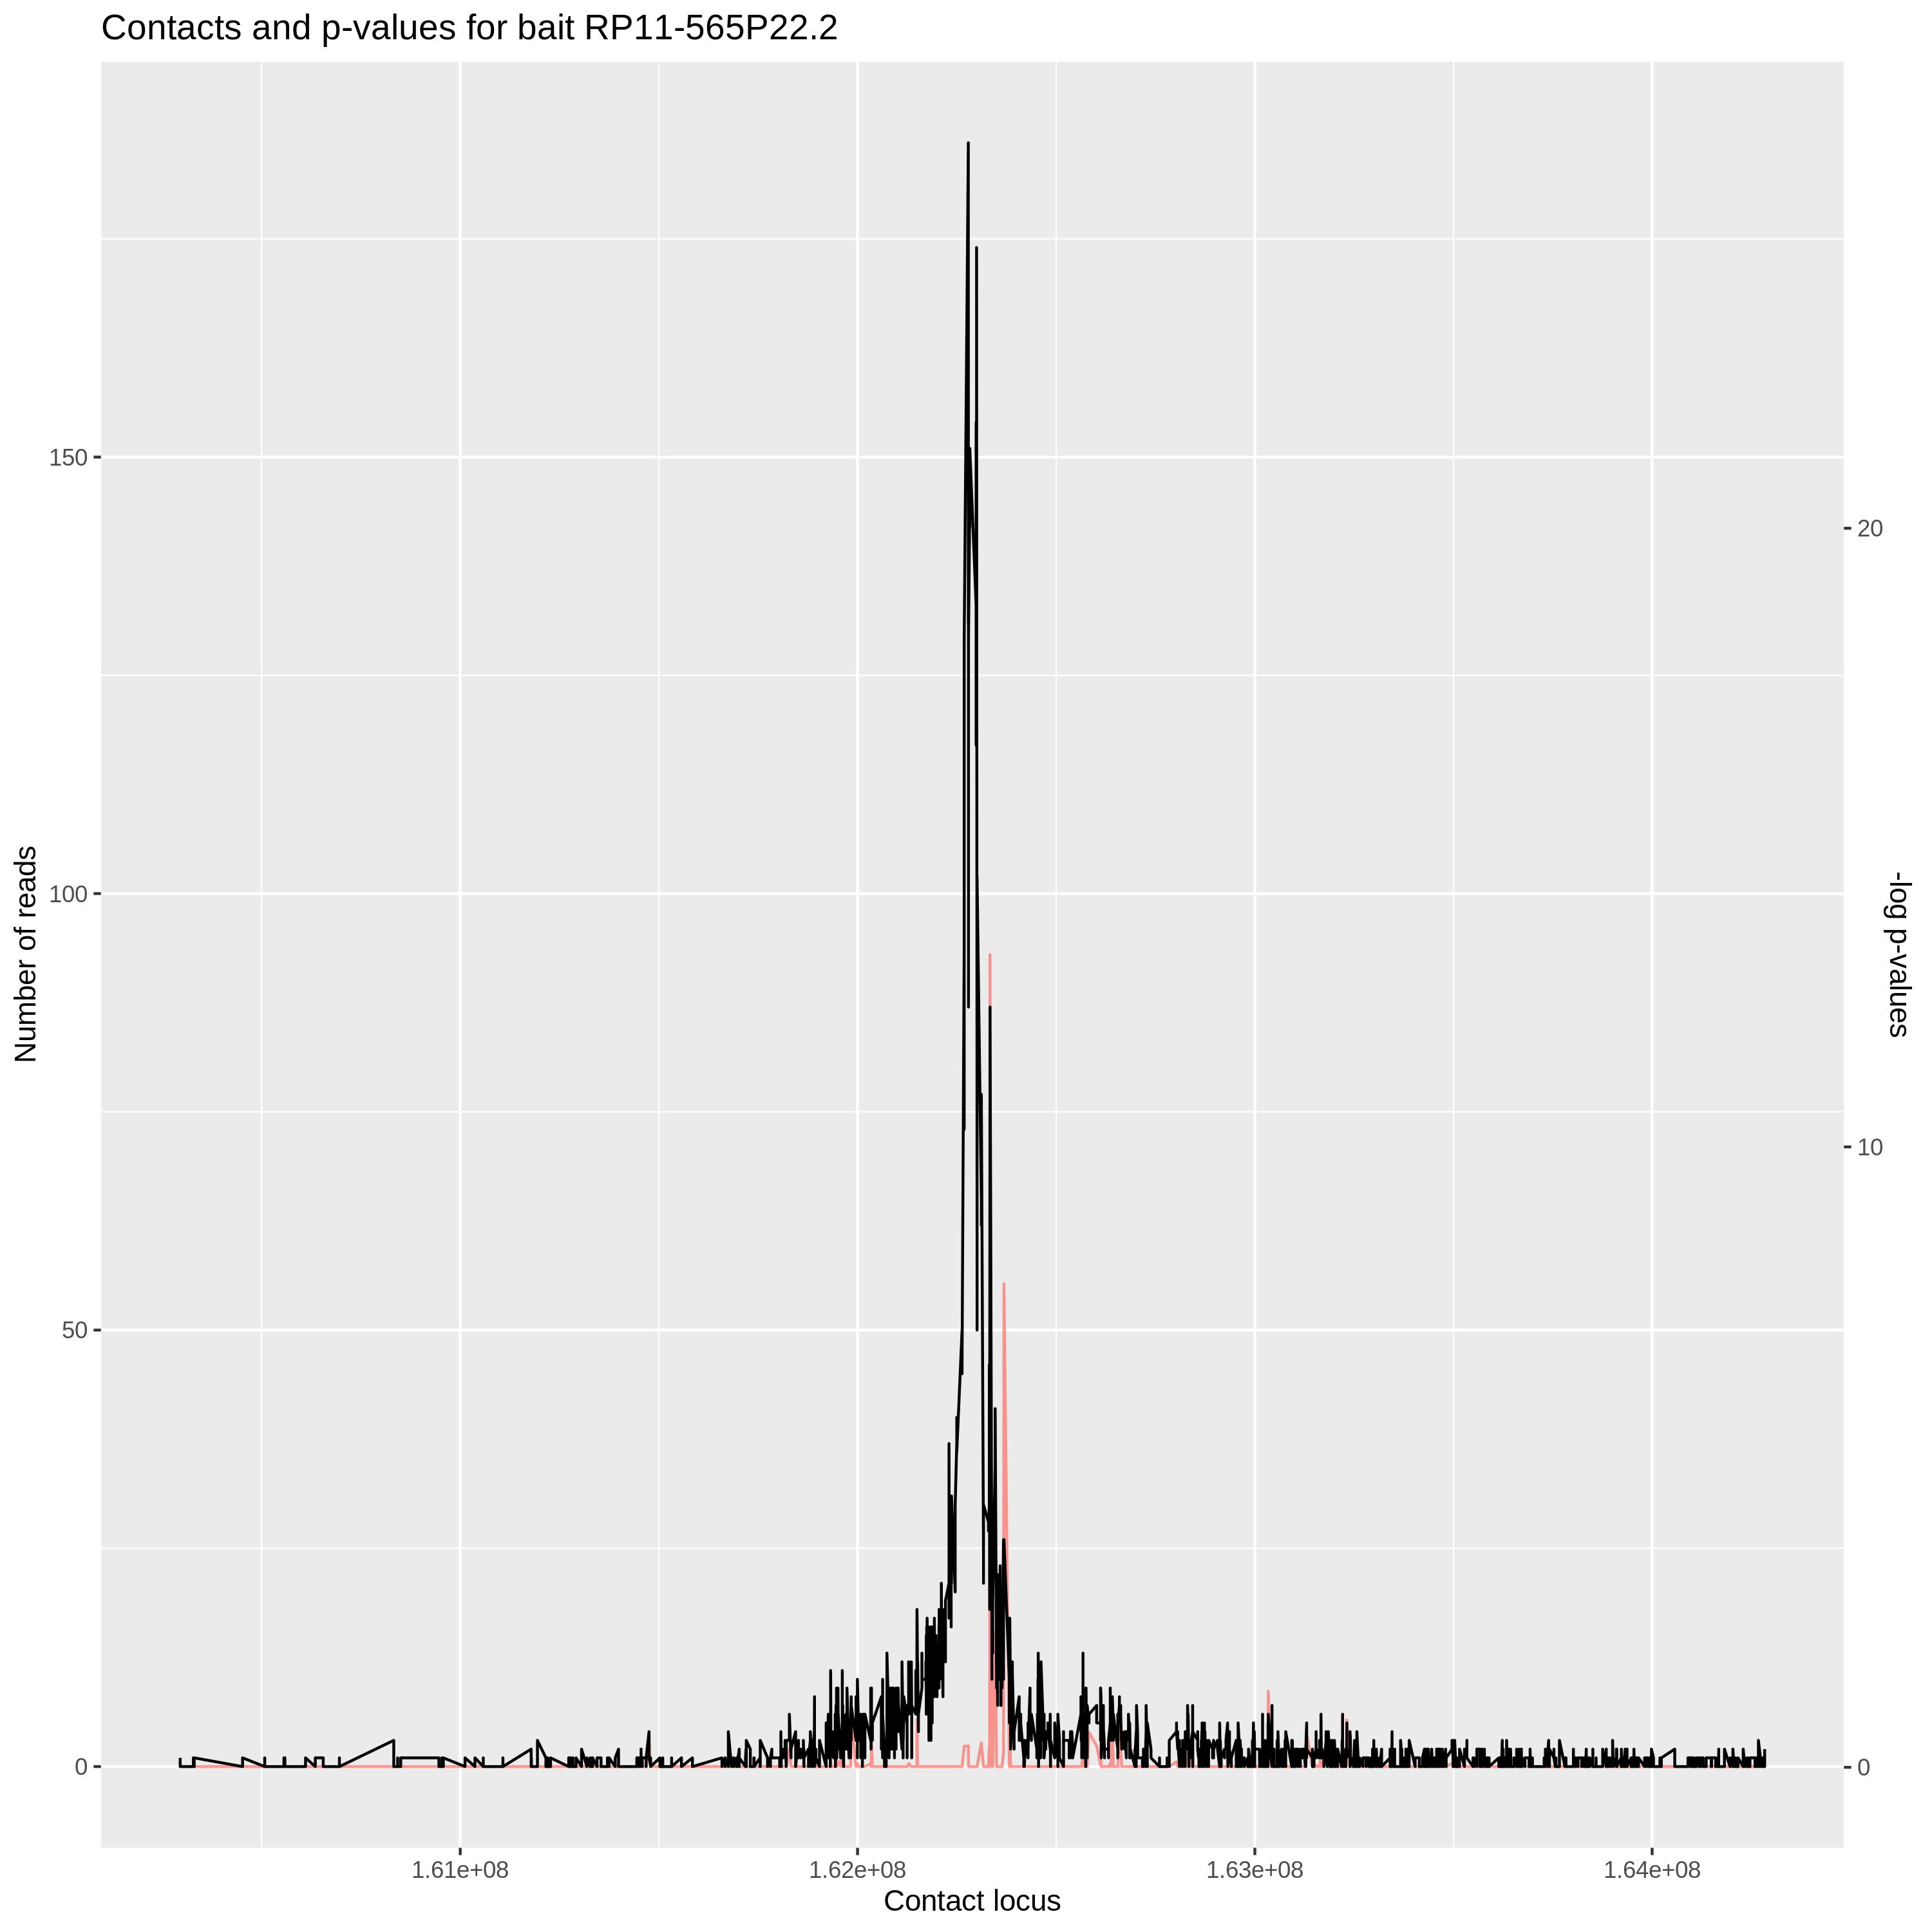 Contacts and p-values for bait RP11-565P22.2
Number of reads
150
100
50
0
20
10
0
-log p-values
1.61e+08
1.62e+08
1.63e+08
1.64e+08
Contact locus